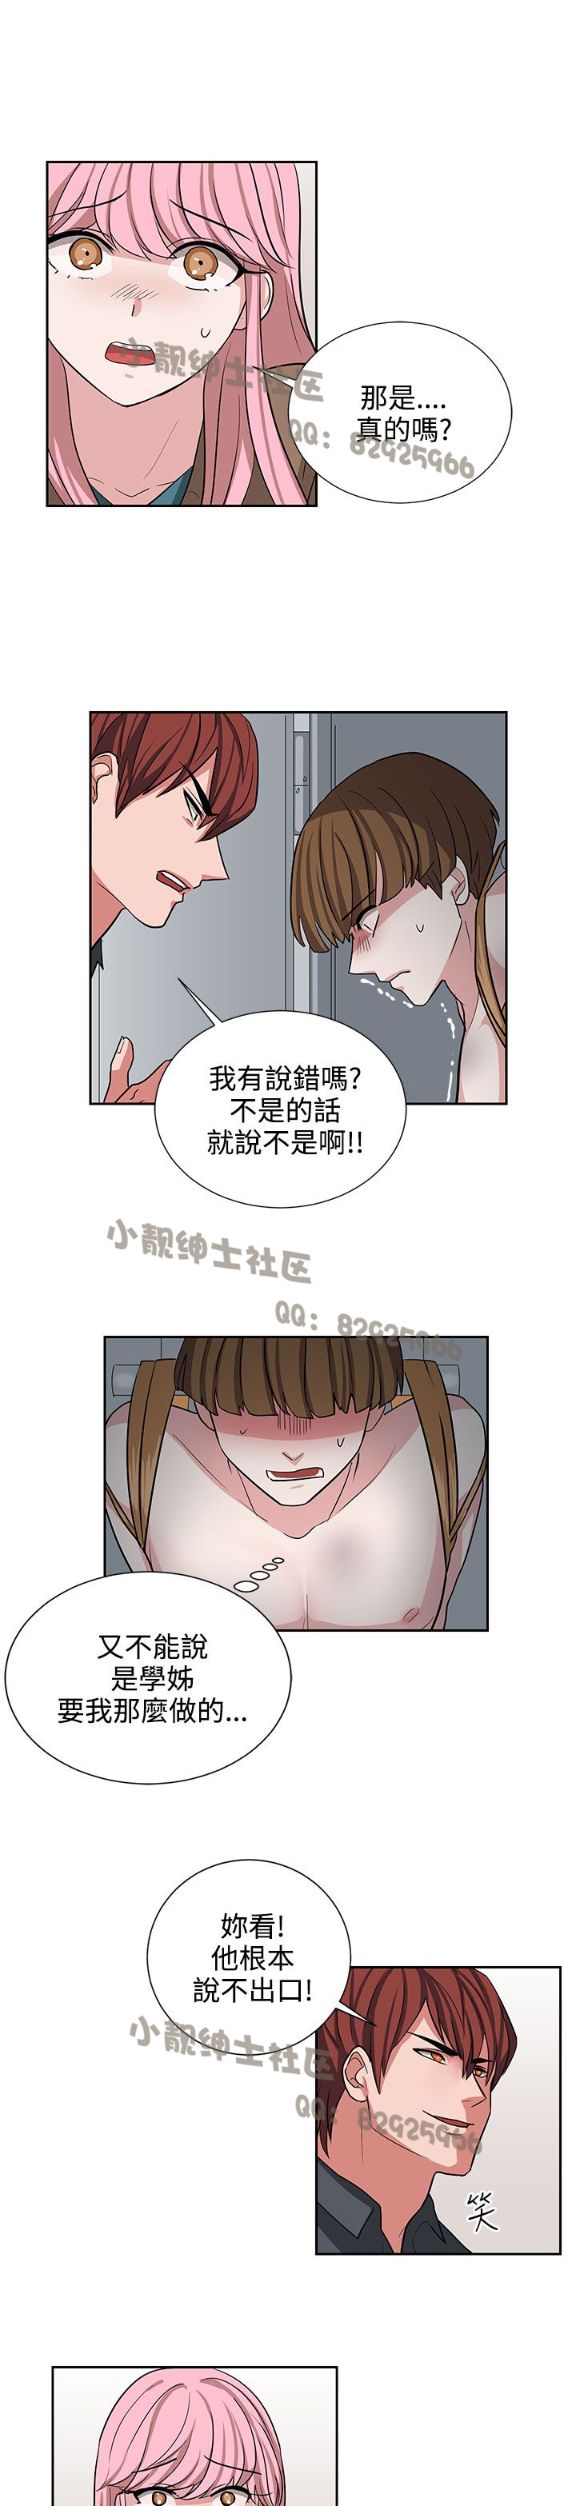 那是....
真的嗎?
小靓绅士社区
QQ: 82925966
我有說錯嗎?
不是的話
就說不是啊!!
小靓绅士社区
QQ: 82925966
又不能說
是學姊
要我那麼做的...
妳看!
他根本
說不出口!
小靓绅士社区
QQ: 82925966
笑